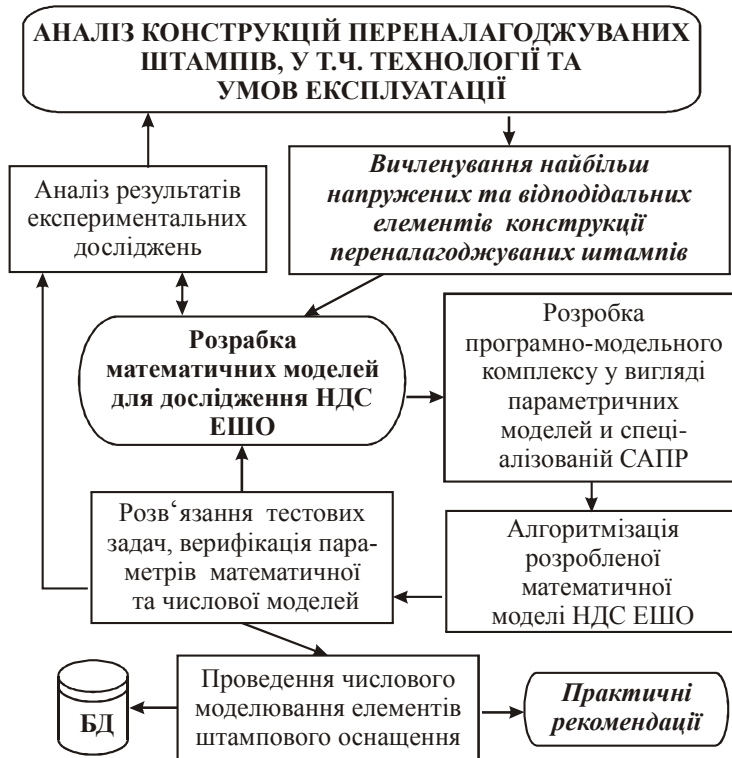 АНАЛІЗ КОНСТРУКЦІЙ ПЕРЕНАЛАГОДЖУВАНИХ
ШТАМПІВ, У Т.Ч. ТЕХНОЛОГІЇ ТА
УМОВ ЕКСПЛУАТАЦІЇ
Вичленування найбільш
напружених та відподідальних
елементів конструкції
переналагоджуваних штампів
Аналіз результатів
експериментальних
досліджень
Розрабка
математичних моделей
для дослідження НДС
ЕШО
Розробка
програмно-модельного
комплексу у вигляді
параметричних
моделей и спеці-
алізованій САПР
Розв‘язання тестових
задач, верифікація пара-
метрів математичної
та числової моделей
Алгоритмізація
розробленої
математичної
моделі НДС ЕШО
БД
Проведення числового
моделювання елементів
штампового оснащення
Практичні
рекомендації